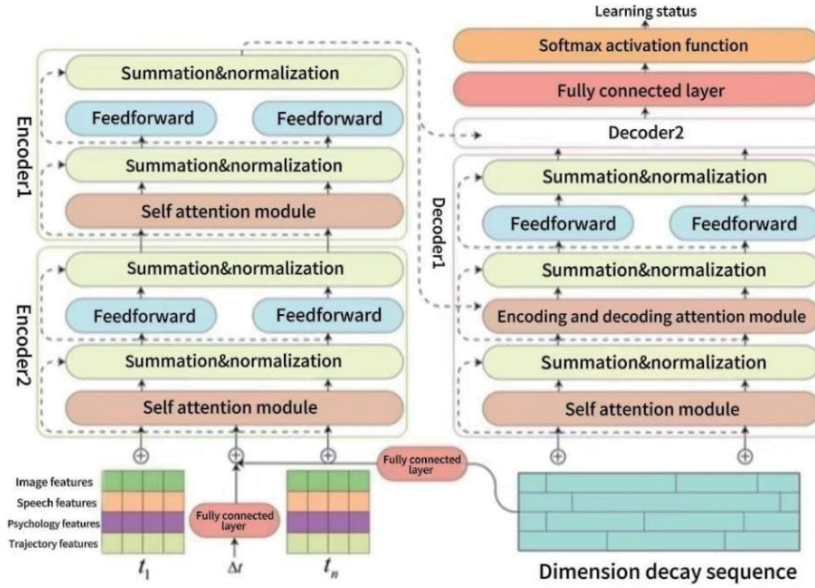 Learning status
Softmax activation function
Fully connected layer
Decoder2
Decoder1
Summation&normalization
Feedforward
Feedforward
Summation&normalization
Encoding and decoding attention module
Summation&normalization
Self attention module
Encoder1
Summation&normalization
Feedforward
Feedforward
Summation&normalization
Self attention module
Encoder2
Summation&normalization
Feedforward
Feedforward
Summation&normalization
Self attention module
Image features
Speech features
Psychology features
Trajectory features
t1
Fully connected
layer
Δt
tn
Fully connected
layer
Dimension decay sequence